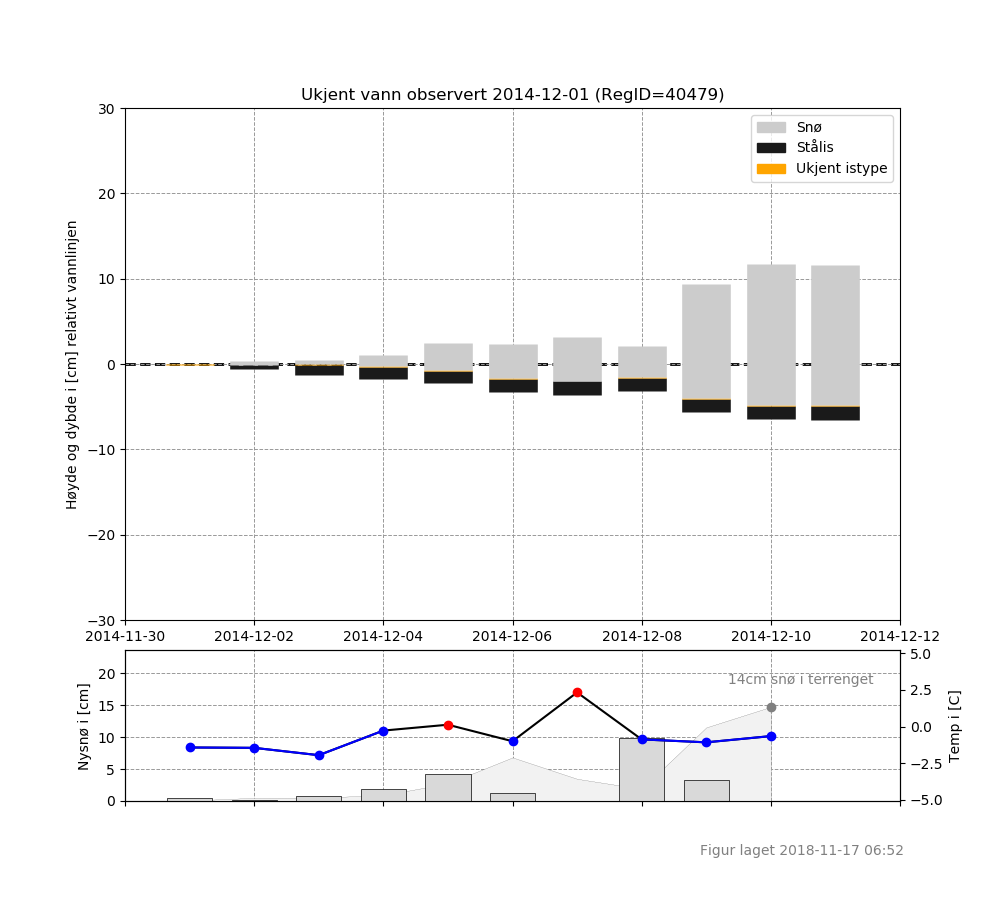 Ukjent vann observert 2014-12-01 (RegID=40479)
Høyde og dybde i [cm] relativt vannlinjen
30
20
10
0
−10
−20
−30
Snø
Stålis
Ukjent istype
2014-11-30 2014-12-02 2014-12-04 2014-12-06 2014-12-08 2014-12-10 2014-12-12
Nysnø i [cm]
20
15
10
5
0
14cm snø i terrenget
5.0
2.5
0.0
−2.5
−5.0
Temp i [C]
Figur laget 2018-11-17 06:52